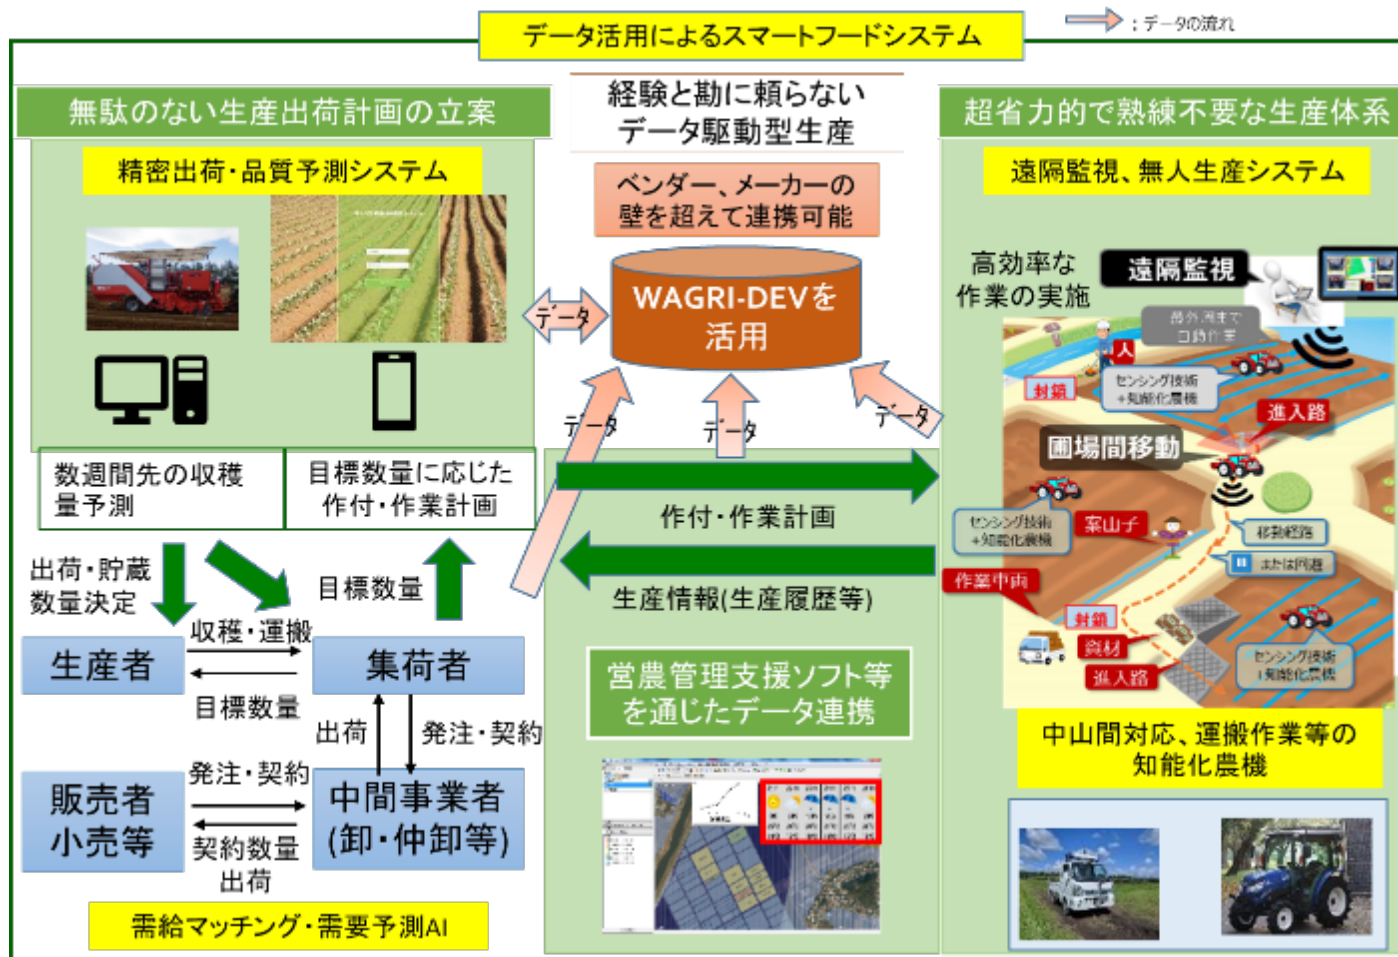 データ活用によるスマートフードシステム
：データの流れ
無駄のない生産出荷計画の立案
精密出荷・品質予測システム
数週間先の収穫
量予測
目標数量に応じた
作付・作業計画
出荷・貯蔵
数量決定
目標数量
生産者
収穫・運搬
目標数量
集荷者
出荷
発注・契約
販売者
小売等
発注・契約
契約数量
出荷
中間事業者
(卸・仲卸等)
需給マッチング・需要予測AI
経験と勘に頼らない
データ駆動型生産
ベンダー、メーカーの
壁を超えて連携可能
WAGRI-DEVを
活用
データ
データ
データ
データ
作付・作業計画
生産情報(生産履歴等)
営農管理支援ソフト等
を通じたデータ連携
超省力的で熟練不要な生産体系
遠隔監視、無人生産システム
高効率な
作業の実施
遠隔監視
最外周まで
自動作業
人
封鎖
センシング技術
+知能化農機
進入路
圃場間移動
センシング技術
+知能化農機
案山子
移動経路
または回避
作業車両
封鎖
資材
進入路
センシング技術
+知能化農機
中山間対応、運搬作業等の
知能化農機